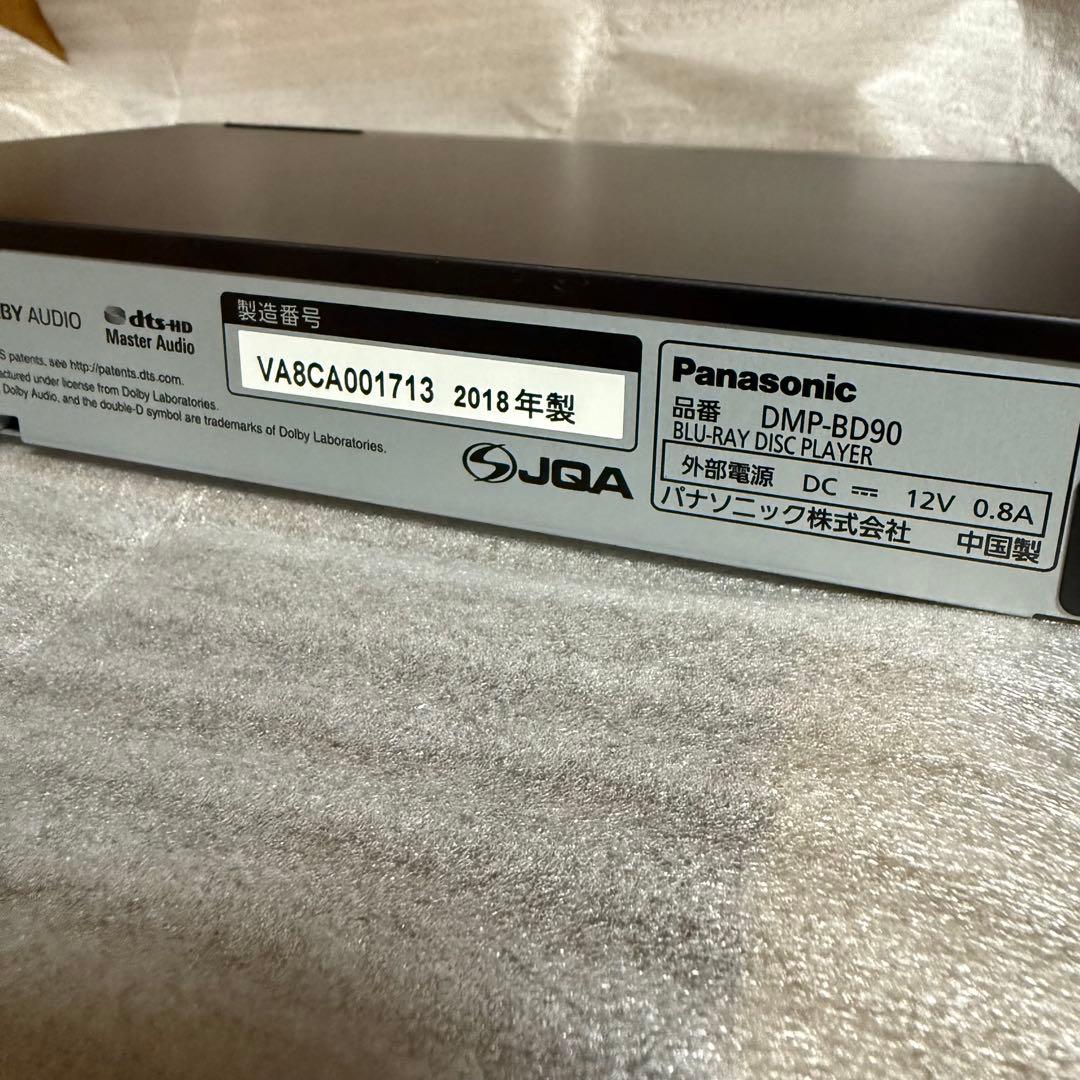 BY AUDIO
dts-HD
Master Audio
S patents, see http://patents.dts.com.
actured under license from Dolby Laboratories.
Dolby Audio, and the double-D symbol are trademarks of Dolby Laboratories.
製造番号
VA8CA001713 2018年製
JQA
Panasonic
品番 DMP-BD90
BLU-RAY DISC PLAYER
外部電源 DC ⎓ 12V 0.8A
パナソニック株式会社 中国製